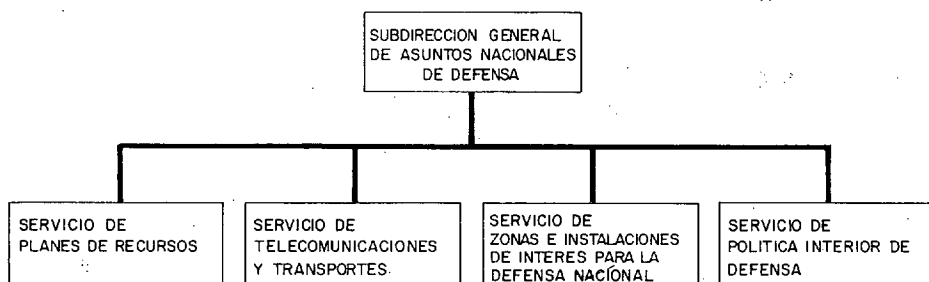 SUBDIRECCION GENERAL
DE ASUNTOS NACIONALES
DE DEFENSA
SERVICIO DE
PLANES DE RECURSOS
SERVICIO DE
TELECOMUNICACIONES
Y TRANSPORTES
SERVICIO DE
ZONAS E INSTALACIONES
DE INTERES PARA LA
DEFENSA NACIONAL
SERVICIO DE
POLITICA INTERIOR DE
DEFENSA